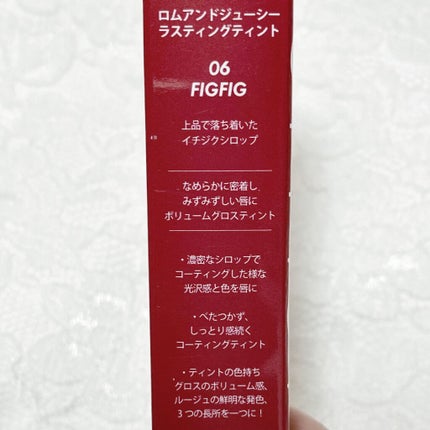 ロムアンドジューシー
ラスティングティント
06
FIGFIG
上品で落ち着いた
イチジクシロップ
なめらかに密着し
みずみずしい唇に
ボリュームグロスティント
・濃密なシロップで
コーティングした様な
光沢感と色を唇に
・べたつかず、
しっとり感続く
コーティングティント
・ティントの色持ち
グロスのボリューム感、
ルージュの鮮明な発色、
3つの長所を一つに！